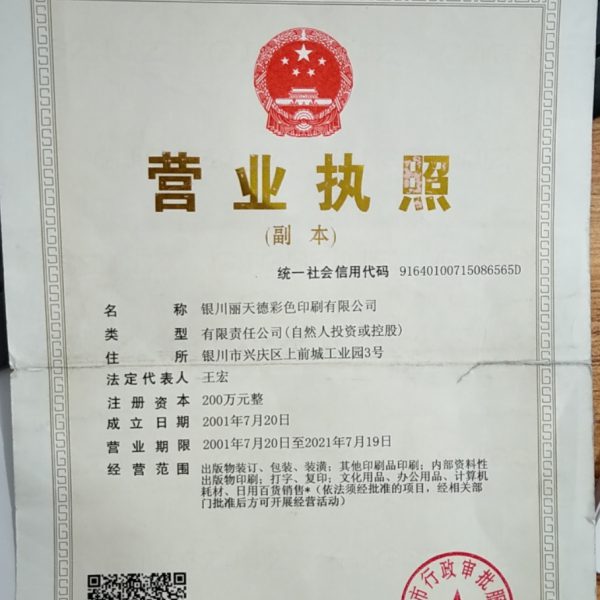 营业执照
(副 本)
统一社会信用代码 91640100715086565D
名 称 银川丽天德彩色印刷有限公司
类 型 有限责任公司(自然人投资或控股)
住 所 银川市兴庆区上前城工业园3号
法定代表人 王宏
注册资本 200万元整
成立日期 2001年7月20日
营业期限 2001年7月20日至2021年7月19日
经营范围 出版物装订、包装、装潢；其他印刷品印刷；内部资料性
出版物印刷；打字、复印；文化用品、办公用品、计算机
耗材、日用百货销售*（依法须经批准的项目，经相关部
门批准后方可开展经营活动）
市行政审批服